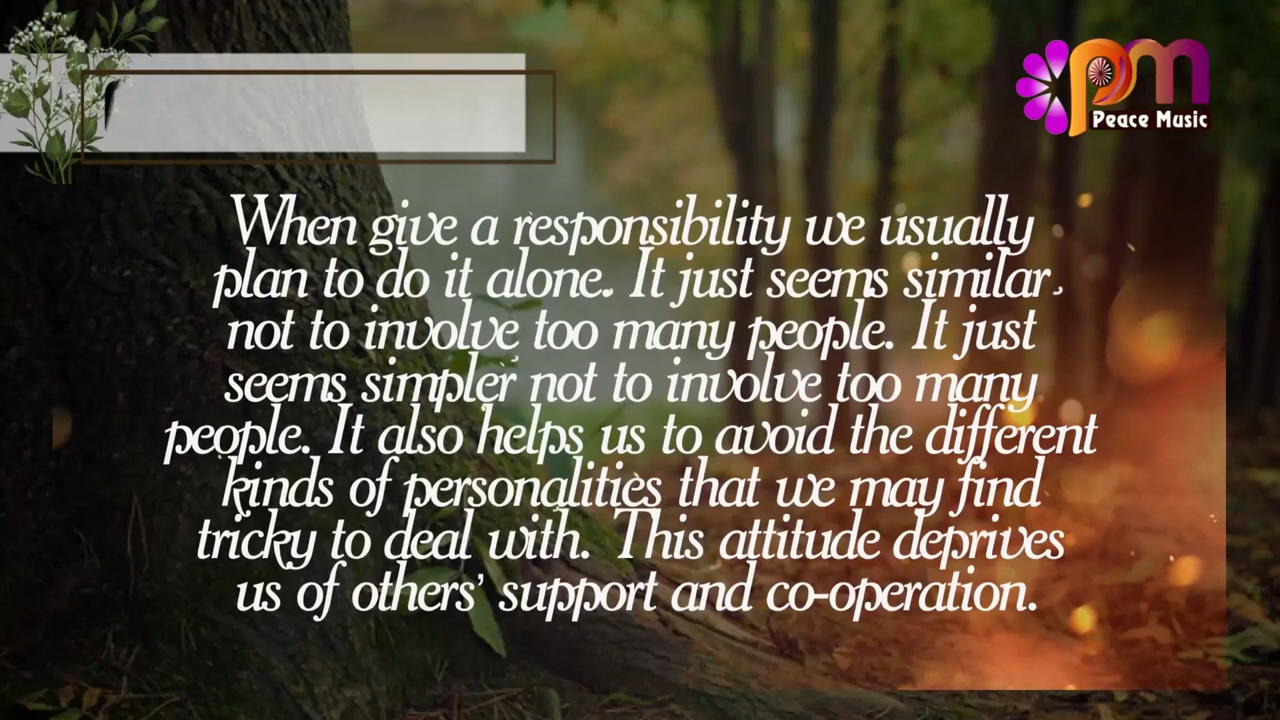 pm
Peace Music
When give a responsibility we usually
plan to do it alone. It just seems similar
not to involve too many people. It just
seems simpler not to involve too many
people. It also helps us to avoid the different
kinds of personalities that we may find
tricky to deal with. This attitude deprives
us of others’ support and co-operation.